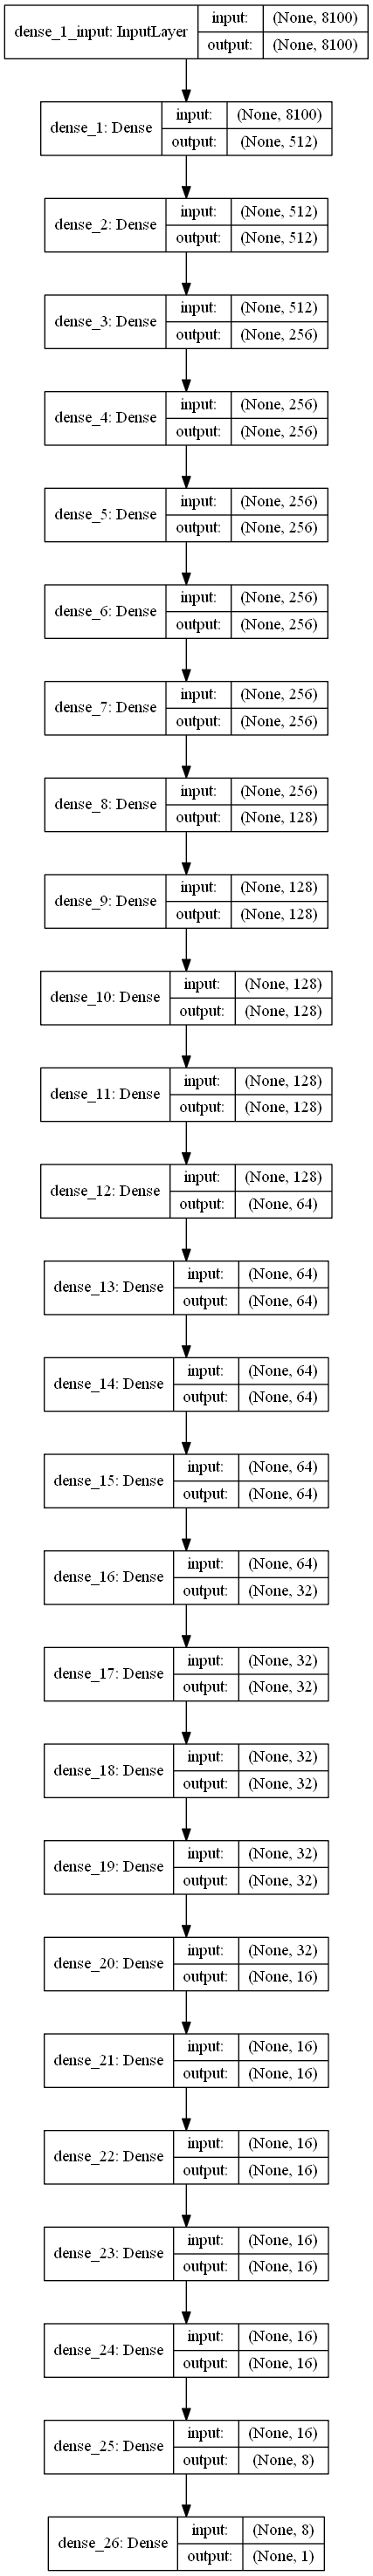 dense_1_input: InputLayer
input: (None, 8100)
output: (None, 8100)
dense_1: Dense
input: (None, 8100)
output: (None, 512)
dense_2: Dense
input: (None, 512)
output: (None, 512)
dense_3: Dense
input: (None, 512)
output: (None, 256)
dense_4: Dense
input: (None, 256)
output: (None, 256)
dense_5: Dense
input: (None, 256)
output: (None, 256)
dense_6: Dense
input: (None, 256)
output: (None, 256)
dense_7: Dense
input: (None, 256)
output: (None, 256)
dense_8: Dense
input: (None, 256)
output: (None, 128)
dense_9: Dense
input: (None, 128)
output: (None, 128)
dense_10: Dense
input: (None, 128)
output: (None, 128)
dense_11: Dense
input: (None, 128)
output: (None, 128)
dense_12: Dense
input: (None, 128)
output: (None, 64)
dense_13: Dense
input: (None, 64)
output: (None, 64)
dense_14: Dense
input: (None, 64)
output: (None, 64)
dense_15: Dense
input: (None, 64)
output: (None, 64)
dense_16: Dense
input: (None, 64)
output: (None, 32)
dense_17: Dense
input: (None, 32)
output: (None, 32)
dense_18: Dense
input: (None, 32)
output: (None, 32)
dense_19: Dense
input: (None, 32)
output: (None, 32)
dense_20: Dense
input: (None, 32)
output: (None, 16)
dense_21: Dense
input: (None, 16)
output: (None, 16)
dense_22: Dense
input: (None, 16)
output: (None, 16)
dense_23: Dense
input: (None, 16)
output: (None, 16)
dense_24: Dense
input: (None, 16)
output: (None, 16)
dense_25: Dense
input: (None, 16)
output: (None, 8)
dense_26: Dense
input: (None, 8)
output: (None, 1)